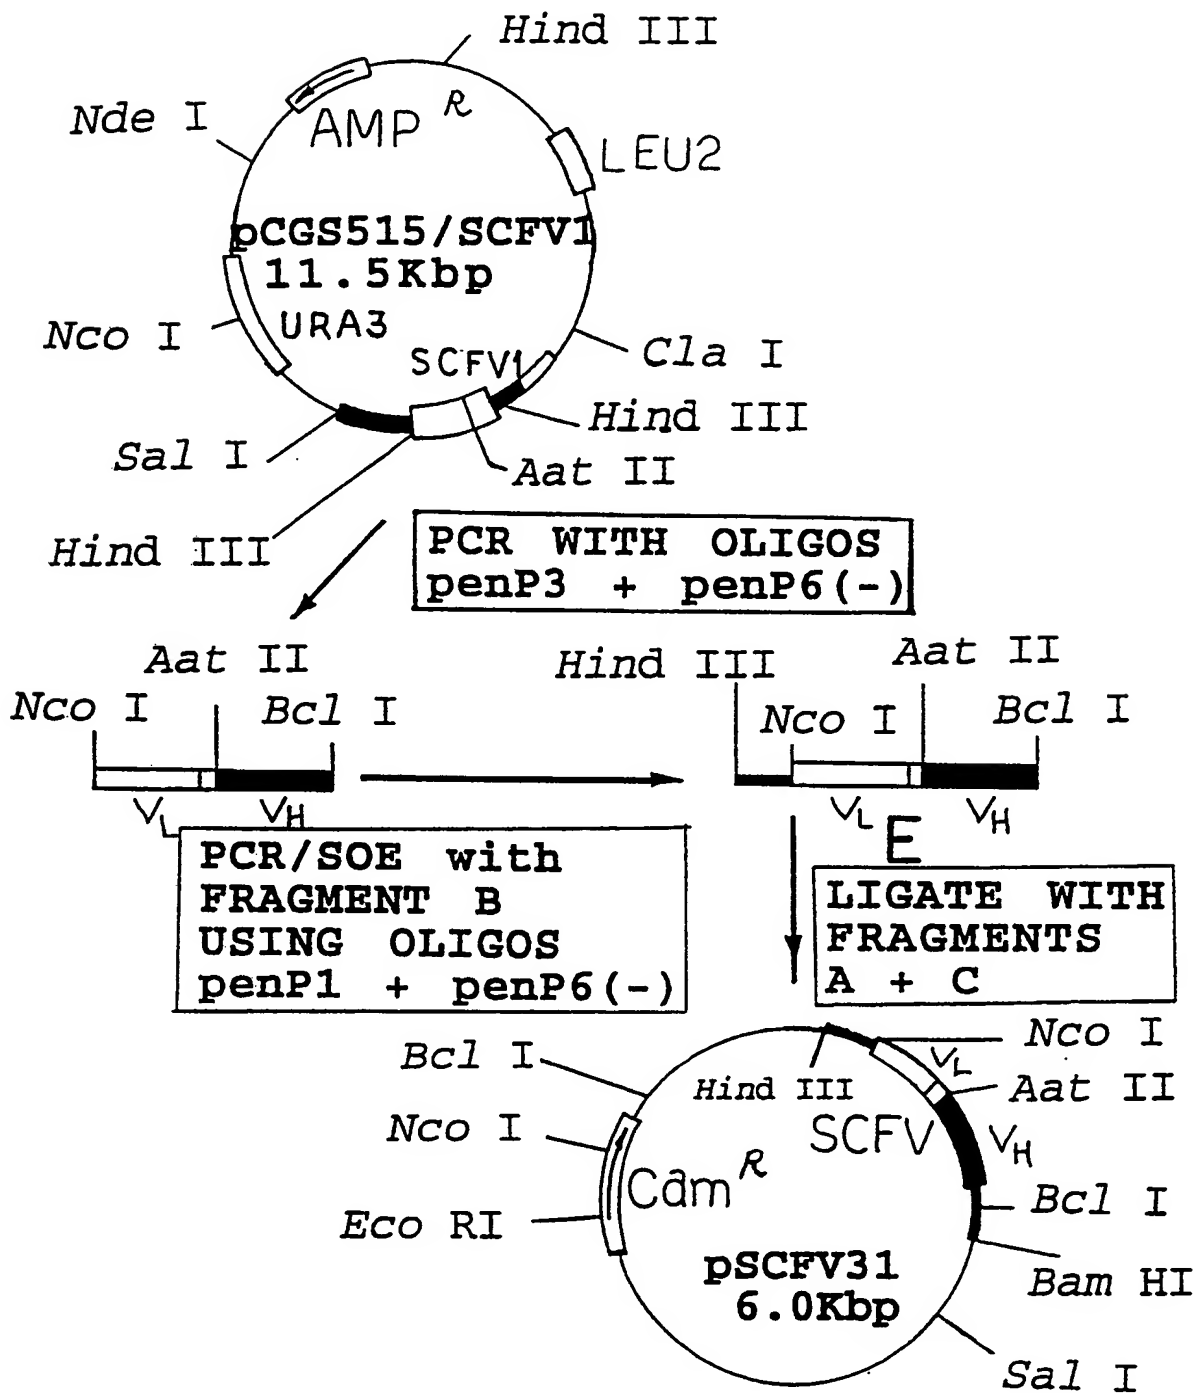 Hind III
AMP R
Nde I
LEU2
pCGS515/SCFV1
11.5Kbp
URA3
Nco I
SCFV1
Cla I
Hind III
Sal I
Aat II
Hind III
PCR WITH OLIGOS
penP3 + penP6(-)
Aat II
Nco I
Bcl I
VL
VH
Hind III
Aat II
Nco I
Bcl I
VL
VH
E
PCR/SOE with
FRAGMENT B
USING OLIGOS
penP1 + penP6(-)
LIGATE WITH
FRAGMENTS
A + C
Bcl I
Nco I
VL
Hind III
Aat II
SCFV
VH
Nco I
Cam R
Eco RI
Bcl I
pSCFV31
6.0Kbp
Bam HI
Sal I